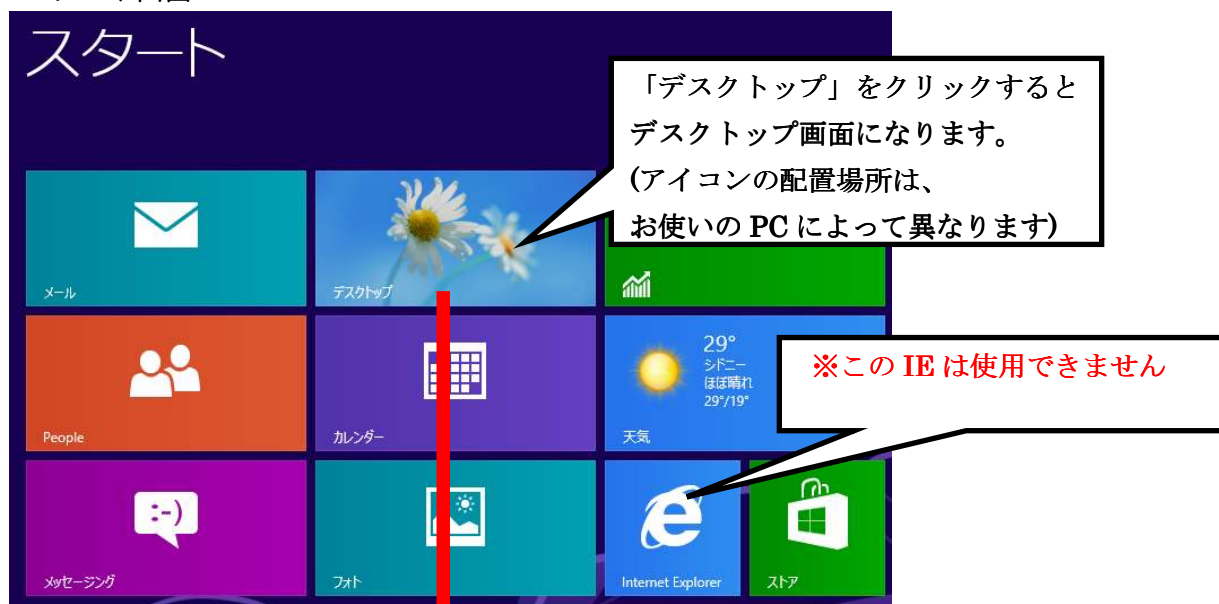 スタート
「デスクトップ」をクリックすると
デスクトップ画面になります。
(アイコンの配置場所は、
お使いの PC によって異なります)
メール
デスクトップ
29°
シドニー
ほぼ晴れ
29°/19°
※この IE は使用できません
People
カレンダー
天気
:-)
メッセージング
フォト
Internet Explorer
ストア